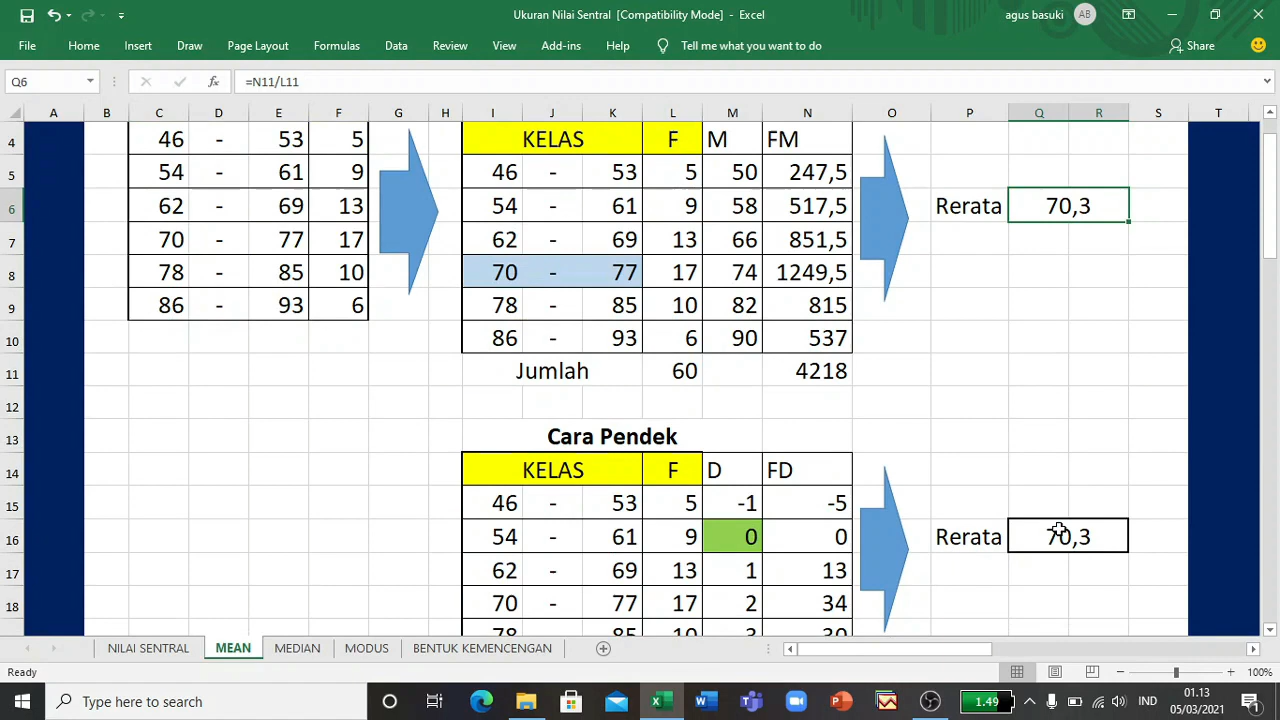 Ukuran Nilai Sentral [Compatibility Mode] - Excel
agus basuki AB
File Home Insert Draw Page Layout Formulas Data Review View Add-ins Help Tell me what you want to do Share
Q6 fx =N11/L11
A B C D E F G H I J K L M N O P Q R S T
4 46 - 53 5 KELAS F M FM
5 54 - 61 9 46 - 53 5 50 247,5
6 62 - 69 13 54 - 61 9 58 517,5 Rerata 70,3
7 70 - 77 17 62 - 69 13 66 851,5
8 78 - 85 10 70 - 77 17 74 1249,5
9 86 - 93 6 78 - 85 10 82 815
10 86 - 93 6 90 537
11 Jumlah 60 4218
12
13 Cara Pendek
14 KELAS F D FD
15 46 - 53 5 -1 -5
16 54 - 61 9 0 0 Rerata 70,3
17 62 - 69 13 1 13
18 70 - 77 17 2 34
78 - 85 10 3 30
NILAI SENTRAL MEAN MEDIAN MODUS BENTUK KEMENCENGAN
Ready 100%
Type here to search 1.49 IND 01.13
05/03/2021 1